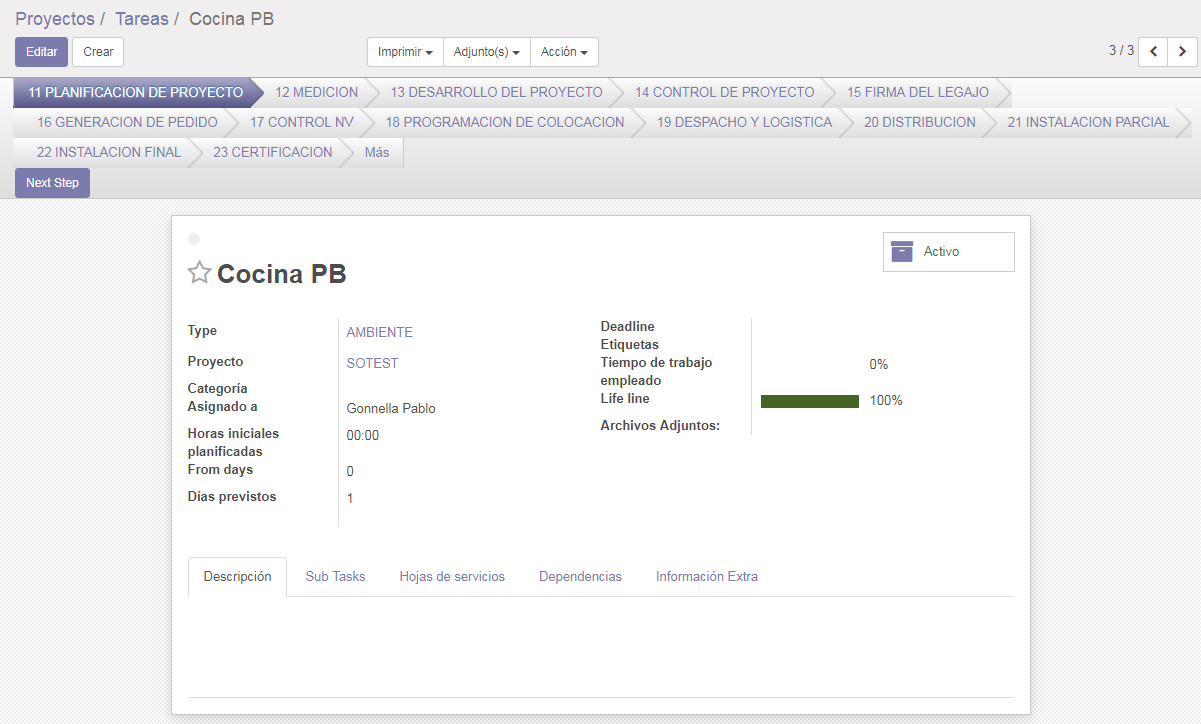 Proyectos / Tareas / Cocina PB
Editar Crear Imprimir Adjunto(s) Acción 3 / 3
11 PLANIFICACION DE PROYECTO 12 MEDICION 13 DESARROLLO DEL PROYECTO 14 CONTROL DE PROYECTO 15 FIRMA DEL LEGAJO
16 GENERACION DE PEDIDO 17 CONTROL NV 18 PROGRAMACION DE COLOCACION 19 DESPACHO Y LOGISTICA 20 DISTRIBUCION 21 INSTALACION PARCIAL
22 INSTALACION FINAL 23 CERTIFICACION Más
Next Step
Activo
Cocina PB
Type AMBIENTE
Proyecto SOTEST
Categoría
Asignado a Gonnella Pablo
Horas iniciales
planificadas 00:00
From days 0
Días previstos 1
Deadline
Etiquetas
Tiempo de trabajo
empleado 0%
Life line 100%
Archivos Adjuntos:
Descripción Sub Tasks Hojas de servicios Dependencias Información Extra